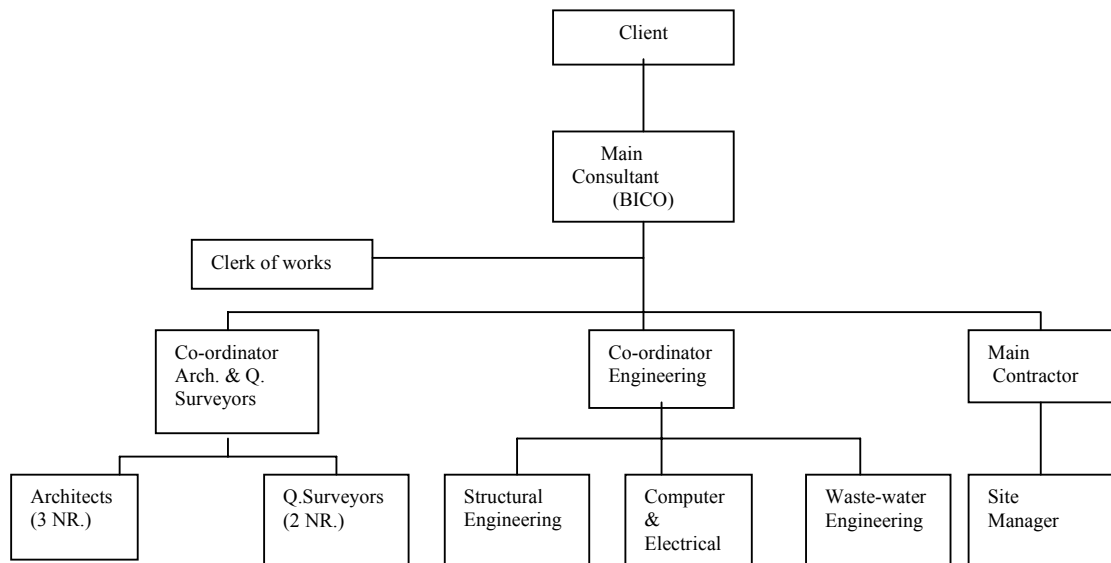 Client
Main
Consultant
(BICO)
Clerk of works
Co-ordinator
Arch. & Q.
Surveyors
Co-ordinator
Engineering
Main
Contractor
Architects
(3 NR.)
Q.Surveyors
(2 NR.)
Structural
Engineering
Computer
&
Electrical
Waste-water
Engineering
Site
Manager